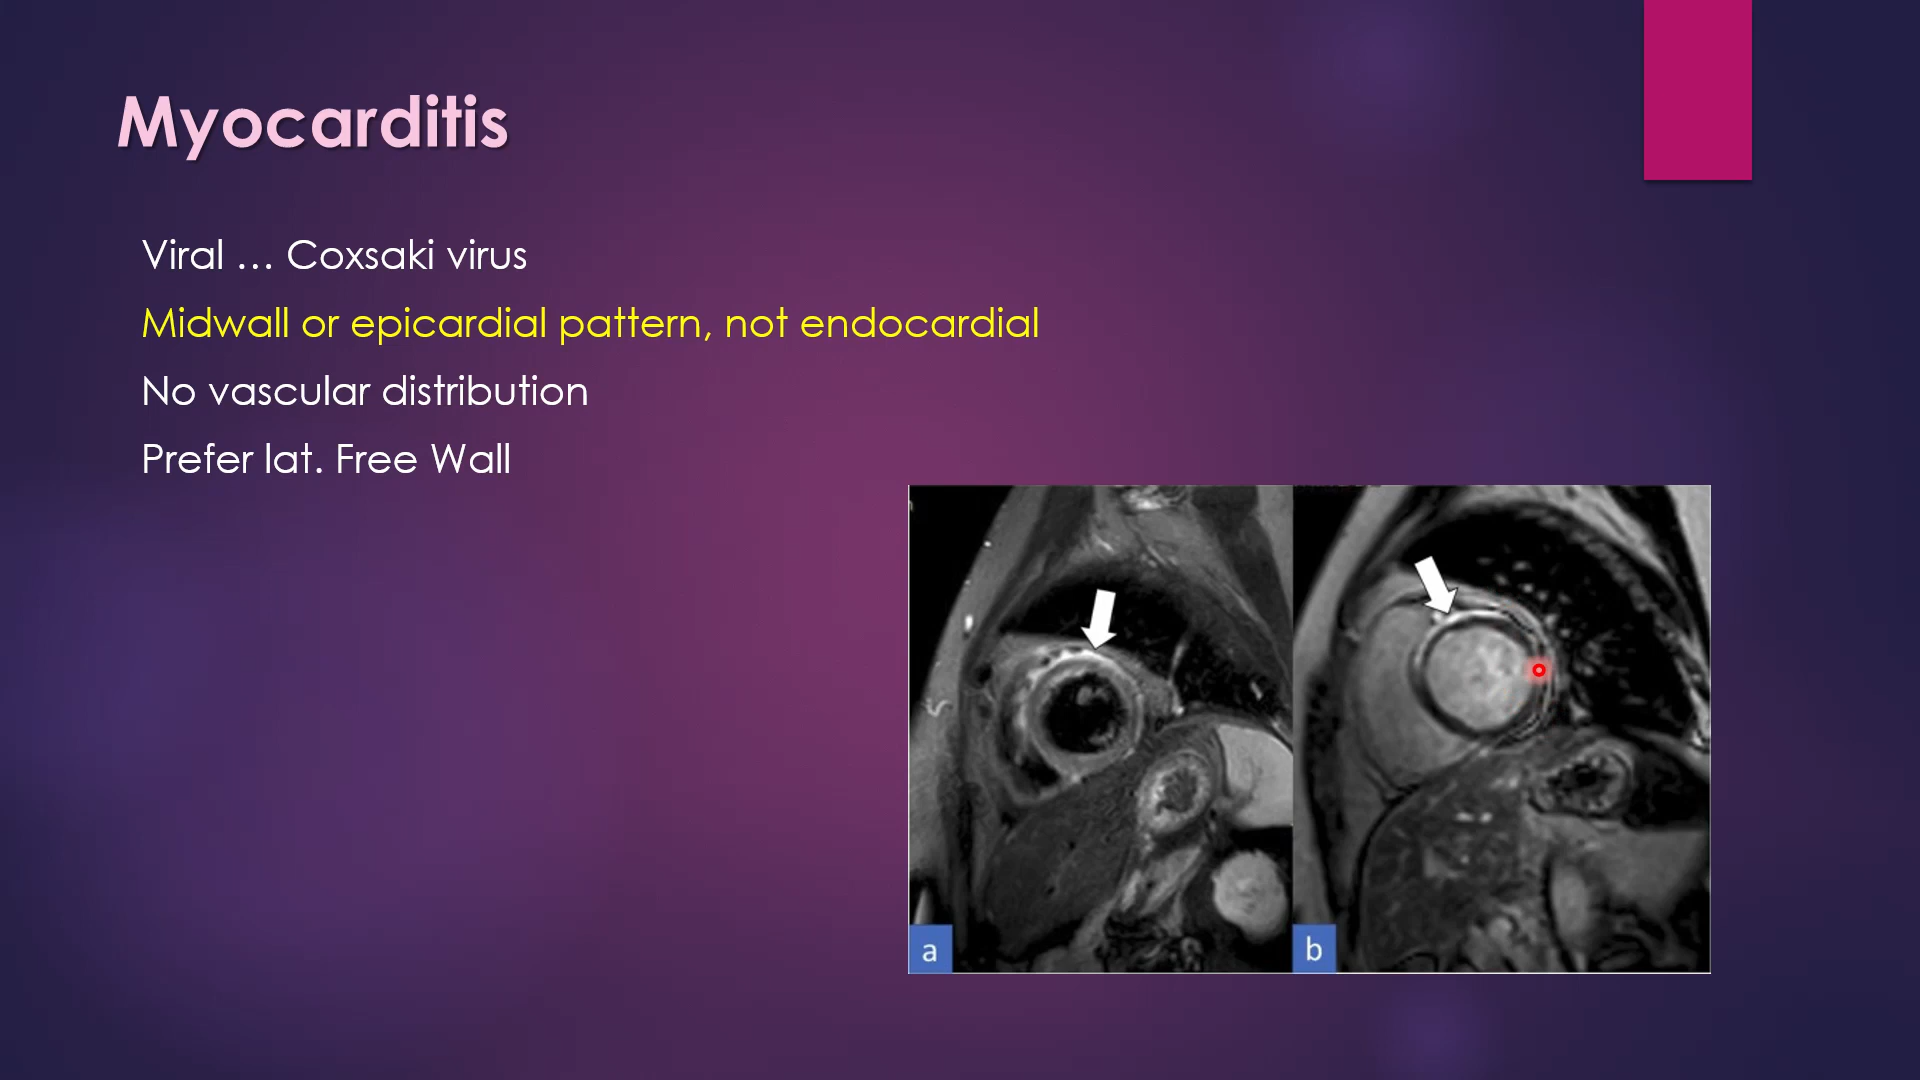 Myocarditis
Viral … Coxsaki virus
Midwall or epicardial pattern, not endocardial
No vascular distribution
Prefer lat. Free Wall
a
b